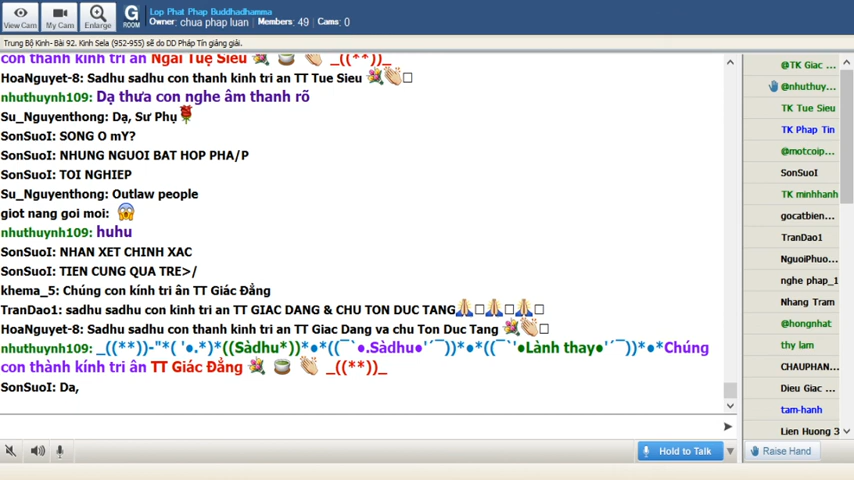 View Cam
My Cam
Enlarge
G
ROOM
Lop Phat Phap Buddhadhamma
Owner: chua phap luan Members: 49 Cams: 0
Trung Bộ Kinh- Bài 92. Kinh Sela (952-955) sẽ do DD Pháp Tín giảng giải.
con thành kính tri ân Ngài Tuệ Siêu _((**))_
HoaNguyet-8: Sadhu sadhu con thanh kinh tri an TT Tue Sieu
nhuthuynh109: Dạ thưa con nghe âm thanh rõ
Su_Nguyenthong: Dạ, Sư Phụ
SonSuoI: SONG O mY?
SonSuoI: NHUNG NGUOI BAT HOP PHA/P
SonSuoI: TOI NGHIEP
Su_Nguyenthong: Outlaw people
giot nang goi moi:
nhuthuynh109: huhu
SonSuoI: NHAN XET CHINH XAC
SonSuoI: TIEN CUNG QUA TRE>/
khema_5: Chúng con kính tri ân TT Giác Đẳng
TranDao1: sadhu sadhu con kinh tri an TT GIAC DANG & CHU TON DUC TANG
HoaNguyet-8: Sadhu sadhu con thanh kinh tri an TT Giac Dang va chu Ton Duc Tang
nhuthuynh109: _((**))-"*( '●.*)*((Sàdhu*))*●*((¯`●.Sàdhu●'´¯))*●*((¯`'●Lành thay●'´¯))*●*Chúng
con thành kính tri ân TT Giác Đẳng _((**))_
SonSuoI: Da,
@TK Giac ...
@nhuthuy...
TK Tue Sieu
TK Phap Tin
@motcoip...
SonSuoI
TK minhhanh
gocatbien...
TranDao1
NguoiPhuo...
nghe phap_1
Nhang Tram
@hongnhat
thy lam
CHAUPHAN...
Dieu Giac ...
tam-hanh
Lien Huong 3
Hold to Talk
Raise Hand